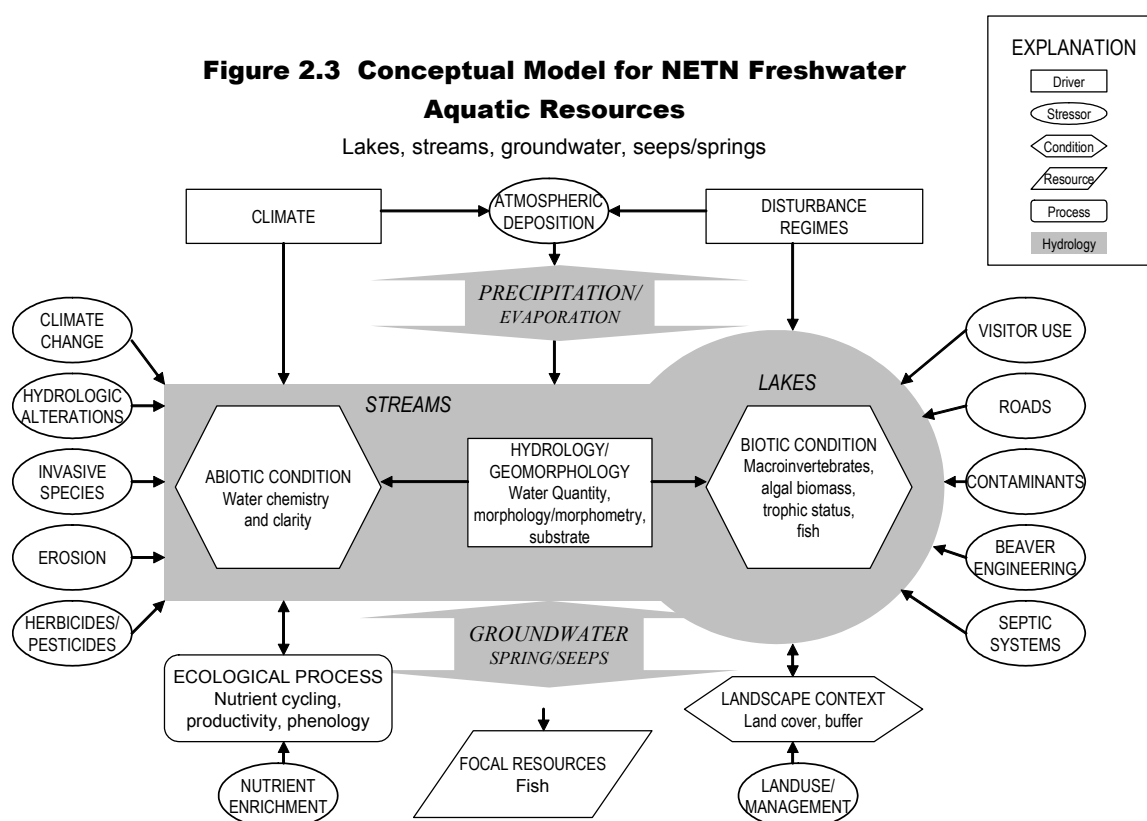 Figure 2.3 Conceptual Model for NETN Freshwater
Aquatic Resources
Lakes, streams, groundwater, seeps/springs
EXPLANATION
Driver
Stressor
Condition
Resource
Process
Hydrology
CLIMATE
ATMOSPHERIC
DEPOSITION
DISTURBANCE
REGIMES
PRECIPITATION/
EVAPORATION
CLIMATE
CHANGE
HYDROLOGIC
ALTERATIONS
INVASIVE
SPECIES
EROSION
HERBICIDES/
PESTICIDES
STREAMS
LAKES
ABIOTIC CONDITION
Water chemistry
and clarity
HYDROLOGY/
GEOMORPHOLOGY
Water Quantity,
morphology/morphometry,
substrate
BIOTIC CONDITION
Macroinvertebrates,
algal biomass,
trophic status,
fish
VISITOR USE
ROADS
CONTAMINANTS
BEAVER
ENGINEERING
SEPTIC
SYSTEMS
GROUNDWATER
SPRING/SEEPS
ECOLOGICAL PROCESS
Nutrient cycling,
productivity, phenology
LANDSCAPE CONTEXT
Land cover, buffer
NUTRIENT
ENRICHMENT
FOCAL RESOURCES
Fish
LANDUSE/
MANAGEMENT